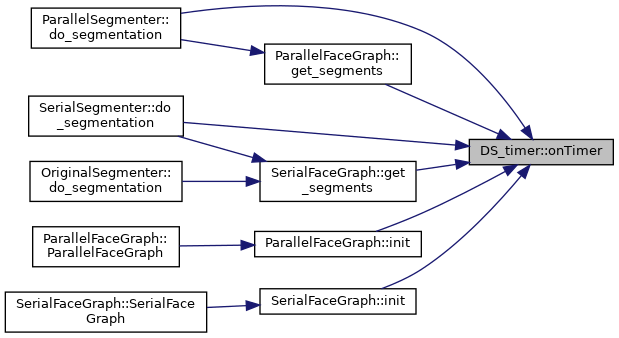 ParallelSegmenter::
do_segmentation
ParallelFaceGraph::
get_segments
SerialSegmenter::do
_segmentation
DS_timer::onTimer
OriginalSegmenter::
do_segmentation
SerialFaceGraph::get
_segments
ParallelFaceGraph::
ParallelFaceGraph
ParallelFaceGraph::init
SerialFaceGraph::SerialFace
Graph
SerialFaceGraph::init